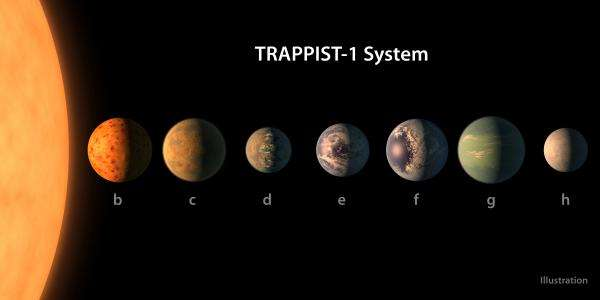 TRAPPIST-1 System
b c d e f g h
Illustration